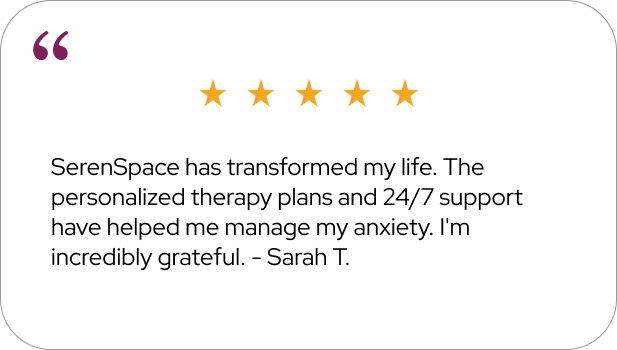 “
SerenSpace has transformed my life. The
personalized therapy plans and 24/7 support
have helped me manage my anxiety. I'm
incredibly grateful. - Sarah T.